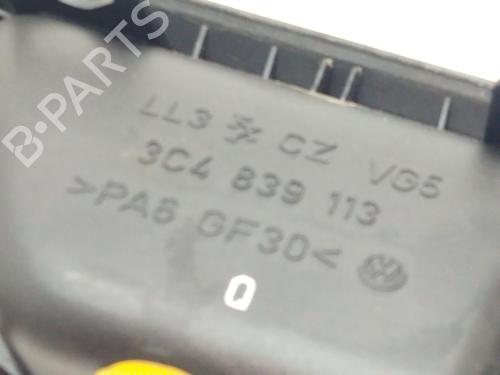 B-PARTS
LL3 CZ VG5
3C4 839 113
>PA6 GF30<
Q